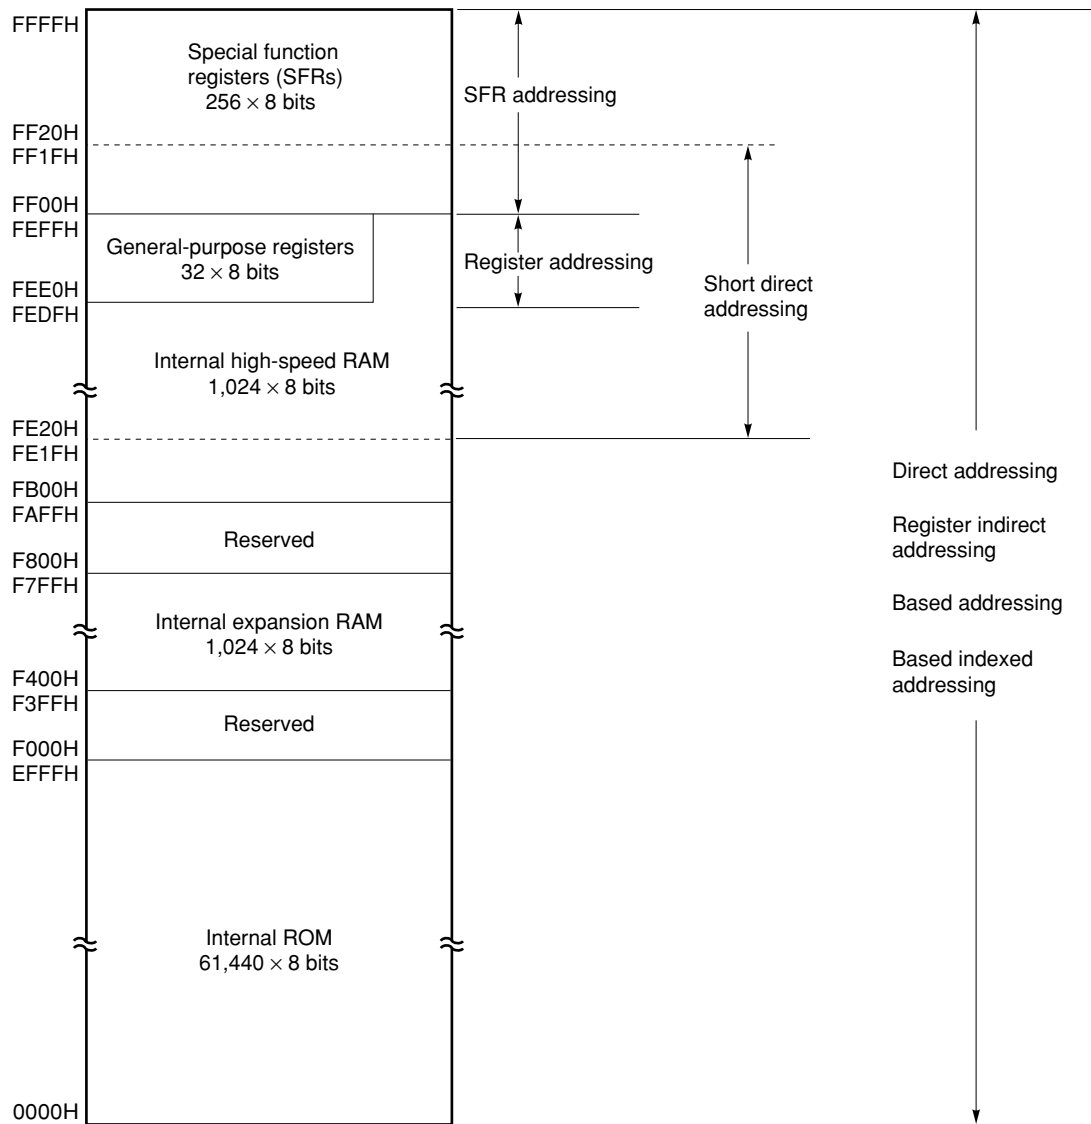 FFFFH
Special function
registers (SFRs)
256 × 8 bits
SFR addressing
FF20H
FF1FH
FF00H
FEFFH
General-purpose registers
32 × 8 bits
Register addressing
FEE0H
FEDFH
Short direct
addressing
Internal high-speed RAM
1,024 × 8 bits
FE20H
FE1FH
FB00H
FAFFH
Direct addressing
Reserved
Register indirect
addressing
F800H
F7FFH
Internal expansion RAM
1,024 × 8 bits
Based addressing
Based indexed
addressing
F400H
F3FFH
Reserved
F000H
EFFFH
Internal ROM
61,440 × 8 bits
0000H